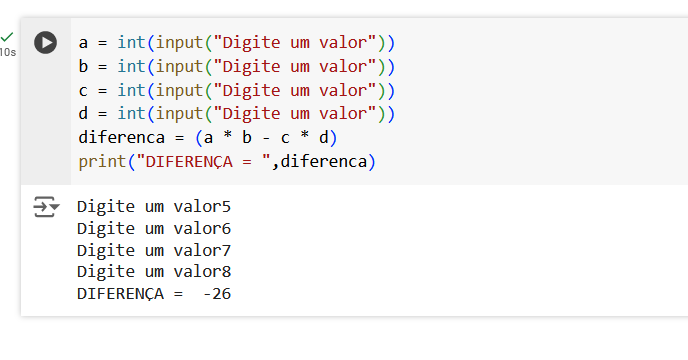 10s
a = int(input("Digite um valor"))
b = int(input("Digite um valor"))
c = int(input("Digite um valor"))
d = int(input("Digite um valor"))
diferenca = (a * b - c * d)
print("DIFERENÇA = ",diferenca)
Digite um valor5
Digite um valor6
Digite um valor7
Digite um valor8
DIFERENÇA =  -26